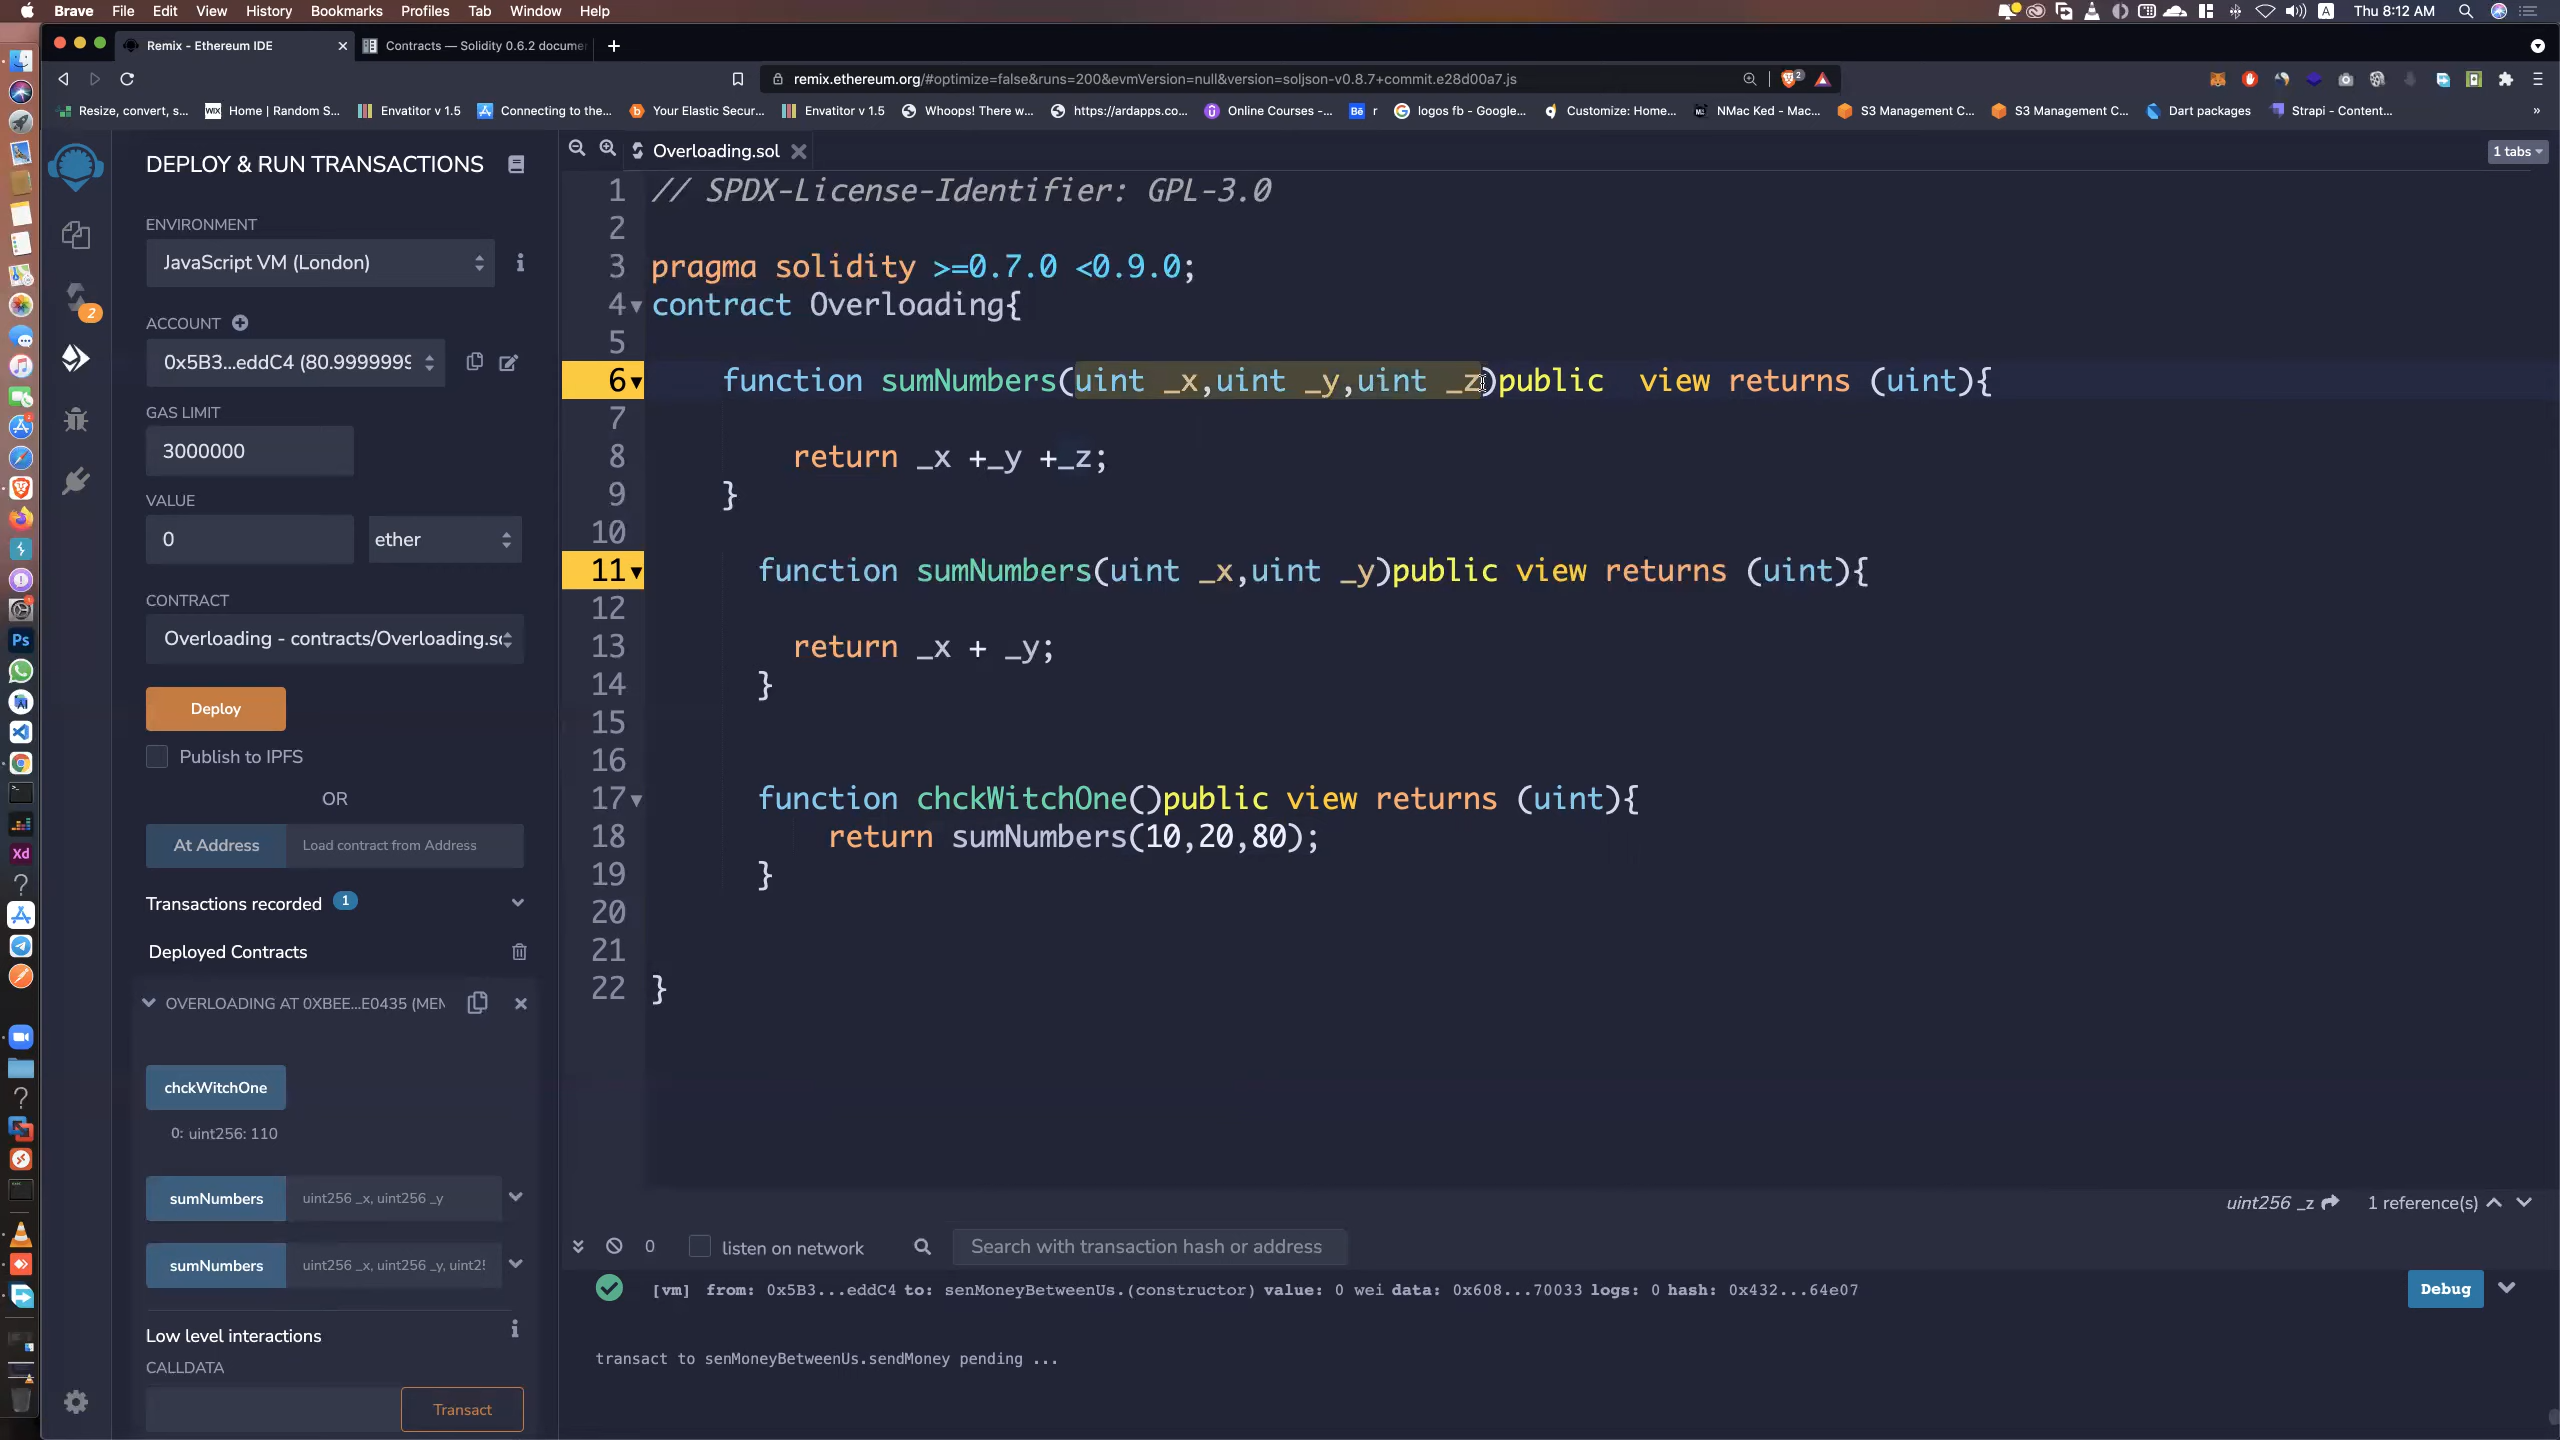 Brave File Edit View History Bookmarks Profiles Tab Window Help
Thu 8:12 AM
Remix - Ethereum IDE
Contracts — Solidity 0.6.2 docume
remix.ethereum.org/#optimize=false&runs=200&evmVersion=null&version=soljson-v0.8.7+commit.e28d00a7.js
2
Resize, convert, s... WIX Home | Random S... Envatitor v 1.5 Connecting to the... Your Elastic Secur... Envatitor v 1.5 Whoops! There w... https://ardapps.co... Online Courses -... Bē r logos fb - Google... Customize: Home... NMac Ked - Mac... S3 Management C... S3 Management C... Dart packages Strapi - Content... »
DEPLOY & RUN TRANSACTIONS
ENVIRONMENT
JavaScript VM (London)
ACCOUNT
0x5B3...eddC4 (80.9999999
GAS LIMIT
3000000
VALUE
0
ether
CONTRACT
Overloading - contracts/Overloading.so
Deploy
Publish to IPFS
OR
At Address
Load contract from Address
Transactions recorded 1
Deployed Contracts
OVERLOADING AT 0XBEE...E0435 (MEM
chckWitchOne
0: uint256: 110
sumNumbers uint256 _x, uint256 _y
sumNumbers uint256 _x, uint256 _y, uint25
Low level interactions
CALLDATA
Transact
2
Ps
Xd
Overloading.sol
1 tabs
1 // SPDX-License-Identifier: GPL-3.0
2
3 pragma solidity >=0.7.0 <0.9.0;
4 contract Overloading{
5
6 function sumNumbers(uint _x,uint _y,uint _z)public  view returns (uint){
7
8 return _x +_y +_z;
9 }
10
11 function sumNumbers(uint _x,uint _y)public view returns (uint){
12
13 return _x + _y;
14 }
15
16
17 function chckWitchOne()public view returns (uint){
18 return sumNumbers(10,20,80);
19 }
20
21
22 }
uint256 _z
1 reference(s)
0
listen on network
Search with transaction hash or address
[vm] from: 0x5B3...eddC4 to: senMoneyBetweenUs.(constructor) value: 0 wei data: 0x608...70033 logs: 0 hash: 0x432...64e07
Debug
transact to senMoneyBetweenUs.sendMoney pending ...